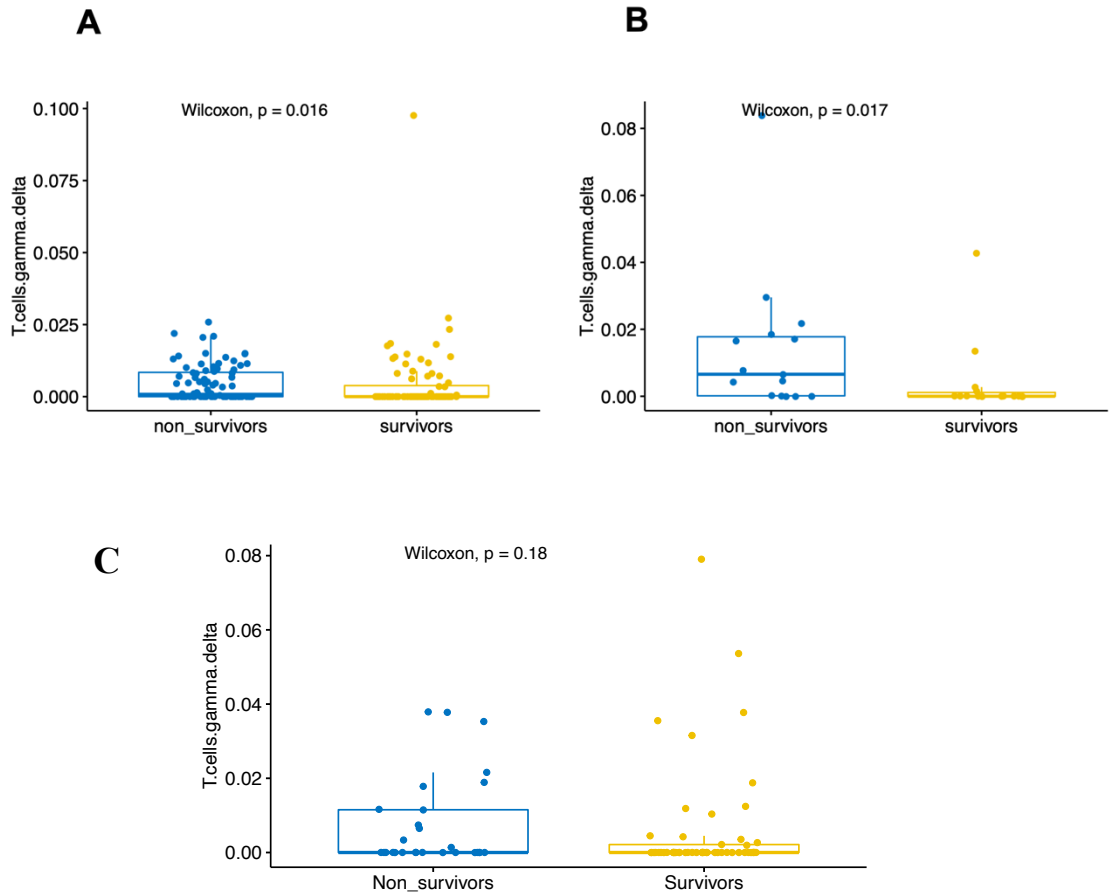 A
B
Wilcoxon, p = 0.016
0.100
0.075
0.050
0.025
0.000
T.cells.gamma.delta
non_survivors
survivors
Wilcoxon, p = 0.017
0.08
0.06
0.04
0.02
0.00
T.cells.gamma.delta
non_survivors
survivors
C
Wilcoxon, p = 0.18
0.08
0.06
0.04
0.02
0.00
T.cells.gamma.delta
Non_survivors
Survivors